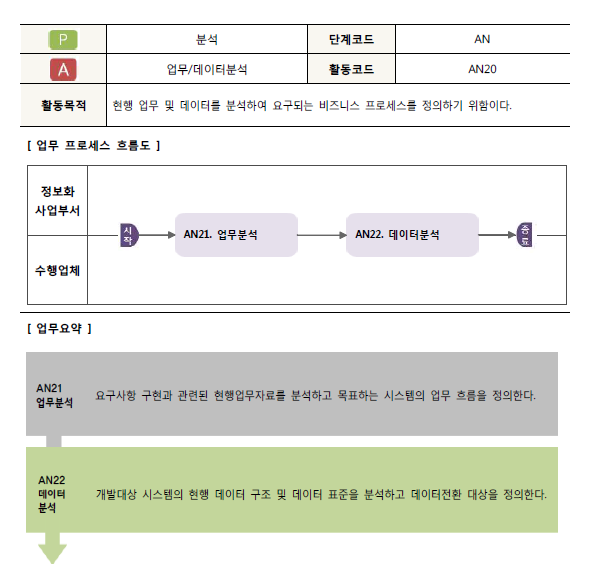 P 분석 단계코드 AN
A 업무/데이터분석 활동코드 AN20
활동목적 현행 업무 및 데이터를 분석하여 요구되는 비즈니스 프로세스를 정의하기 위함이다.
[ 업무 프로세스 흐름도 ]
정보화
사업부서
시작
AN21. 업무분석
AN22. 데이터분석
종료
수행업체
[ 업무요약 ]
AN21
업무분석
요구사항 구현과 관련된 현행업무자료를 분석하고 목표하는 시스템의 업무 흐름을 정의한다.
AN22
데이터
분석
개발대상 시스템의 현행 데이터 구조 및 데이터 표준을 분석하고 데이터전환 대상을 정의한다.